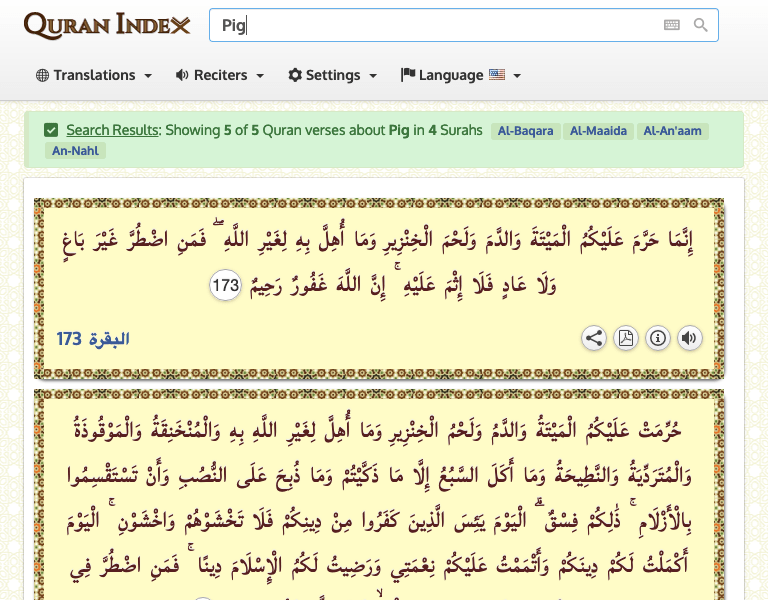 QURAN INDEX
Pig
Translations Reciters Settings Language
Search Results: Showing 5 of 5 Quran verses about Pig in 4 Surahs Al-Baqara Al-Maaida Al-An'aam
An-Nahl
إِنَّمَا حَرَّمَ عَلَيْكُمُ الْمَيْتَةَ وَالدَّمَ وَلَحْمَ الْخِنْزِيرِ وَمَا أُهِلَّ بِهِ لِغَيْرِ اللَّهِ ۖ فَمَنِ اضْطُرَّ غَيْرَ بَاغٍ
وَلَا عَادٍ فَلَا إِثْمَ عَلَيْهِ ۚ إِنَّ اللَّهَ غَفُورٌ رَحِيمٌ 173
البقرة 173
حُرِّمَتْ عَلَيْكُمُ الْمَيْتَةُ وَالدَّمُ وَلَحْمُ الْخِنْزِيرِ وَمَا أُهِلَّ لِغَيْرِ اللَّهِ بِهِ وَالْمُنْخَنِقَةُ وَالْمَوْقُوذَةُ
وَالْمُتَرَدِّيَةُ وَالنَّطِيحَةُ وَمَا أَكَلَ السَّبُعُ إِلَّا مَا ذَكَّيْتُمْ وَمَا ذُبِحَ عَلَى النُّصُبِ وَأَنْ تَسْتَقْسِمُوا
بِالْأَزْلَامِ ۚ ذَٰلِكُمْ فِسْقٌ ۗ الْيَوْمَ يَئِسَ الَّذِينَ كَفَرُوا مِنْ دِينِكُمْ فَلَا تَخْشَوْهُمْ وَاخْشَوْنِ ۚ الْيَوْمَ
أَكْمَلْتُ لَكُمْ دِينَكُمْ وَأَتْمَمْتُ عَلَيْكُمْ نِعْمَتِي وَرَضِيتُ لَكُمُ الْإِسْلَامَ دِينًا ۚ فَمَنِ اضْطُرَّ فِي